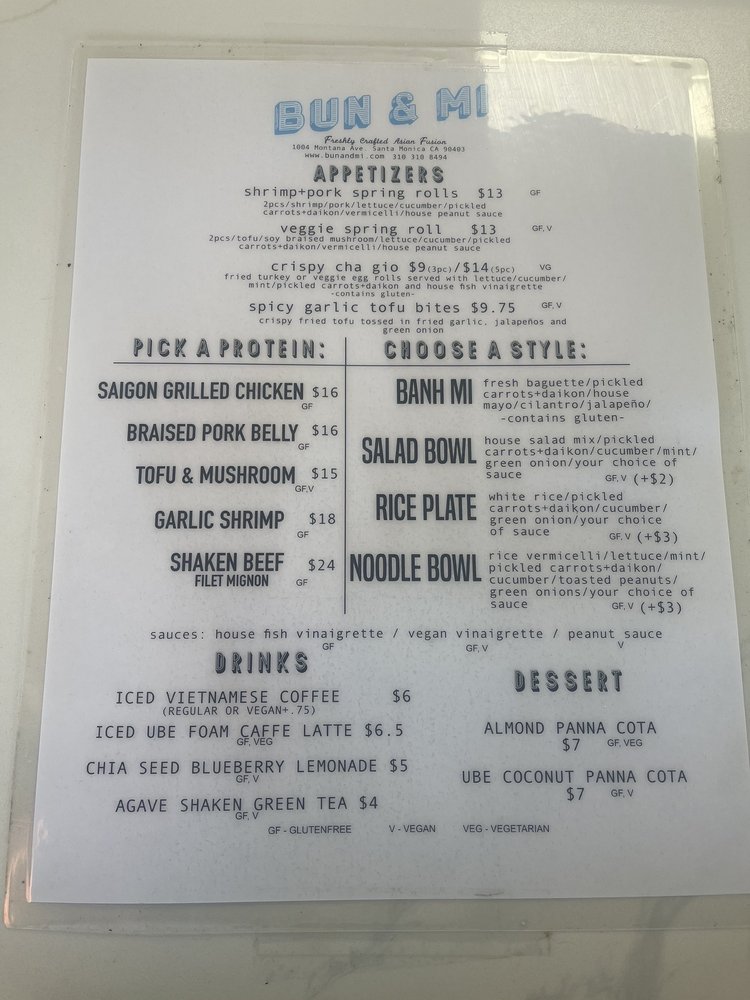 BUN & MI
Freshly Crafted Asian Fusion
1004 Montana Ave. Santa Monica CA 90403
www.bunandmi.com 310 310 8494
APPETIZERS
shrimp+pork spring rolls $13 GF
2pcs/shrimp/pork/lettuce/cucumber/pickled
carrots+daikon/vermicelli/house peanut sauce
veggie spring roll $13 GF, V
2pcs/tofu/soy braised mushroom/lettuce/cucumber/pickled
carrots+daikon/vermicelli/house peanut sauce
crispy cha gio $9(3pc)/$14(5pc) VG
fried turkey or veggie egg rolls served with lettuce/cucumber/
mint/pickled carrots+daikon and house fish vinaigrette
-contains gluten-
spicy garlic tofu bites $9.75 GF, V
crispy fried tofu tossed in fried garlic, jalapeños and
green onion
PICK A PROTEIN:
SAIGON GRILLED CHICKEN $16
GF
BRAISED PORK BELLY $16
GF
TOFU & MUSHROOM $15
GF,V
GARLIC SHRIMP $18
GF
SHAKEN BEEF $24
FILET MIGNON GF
CHOOSE A STYLE:
BANH MI fresh baguette/pickled
carrots+daikon/house
mayo/cilantro/jalapeño/
-contains gluten-
SALAD BOWL house salad mix/pickled
carrots+daikon/cucumber/mint/
green onion/your choice of
sauce GF, V (+$2)
RICE PLATE white rice/pickled
carrots+daikon/cucumber/
green onion/your choice
of sauce GF, V (+$3)
NOODLE BOWL rice vermicelli/lettuce/mint/
pickled carrots+daikon/
cucumber/toasted peanuts/
green onions/your choice of
sauce GF, V (+$3)
sauces: house fish vinaigrette / vegan vinaigrette / peanut sauce
GF GF, V V
DRINKS
ICED VIETNAMESE COFFEE $6
(REGULAR OR VEGAN+.75)
ICED UBE FOAM CAFFE LATTE $6.5
GF, VEG
CHIA SEED BLUEBERRY LEMONADE $5
GF, V
AGAVE SHAKEN GREEN TEA $4
GF, V
DESSERT
ALMOND PANNA COTA
$7 GF, VEG
UBE COCONUT PANNA COTA
$7 GF, V
GF - GLUTENFREE V - VEGAN VEG - VEGETARIAN